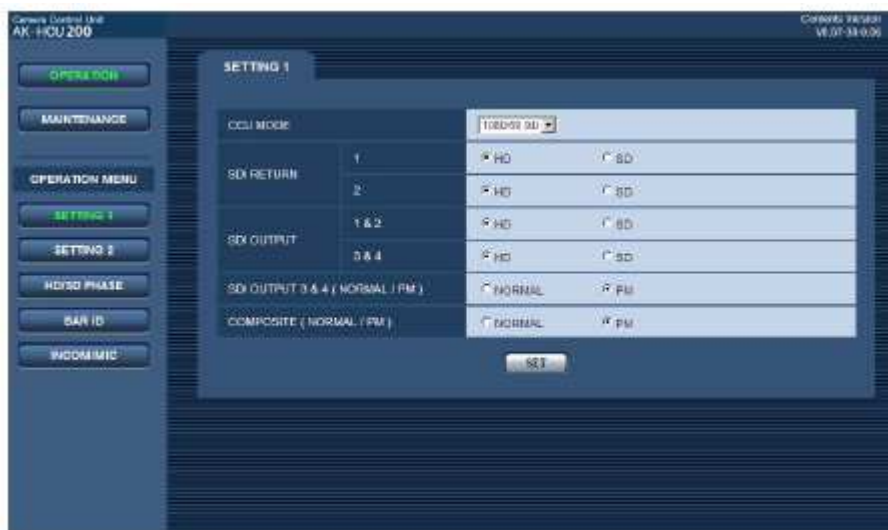 Camera Control Unit
AK-HCU 200
Contents Version
OPERATION
MAINTENANCE
OPERATION MENU
SETTING 1
SETTING 2
HD/SD PHASE
BAR ID
INCOM/MIC
SETTING 1
CCU MODE
SDI RETURN
1
HD SD
2
HD SD
SDI OUTPUT
1 & 2
HD SD
3 & 4
HD SD
SDI OUTPUT 3 & 4 ( NORMAL / PM )
NORMAL PM
COMPOSITE ( NORMAL / PM )
NORMAL PM
SET